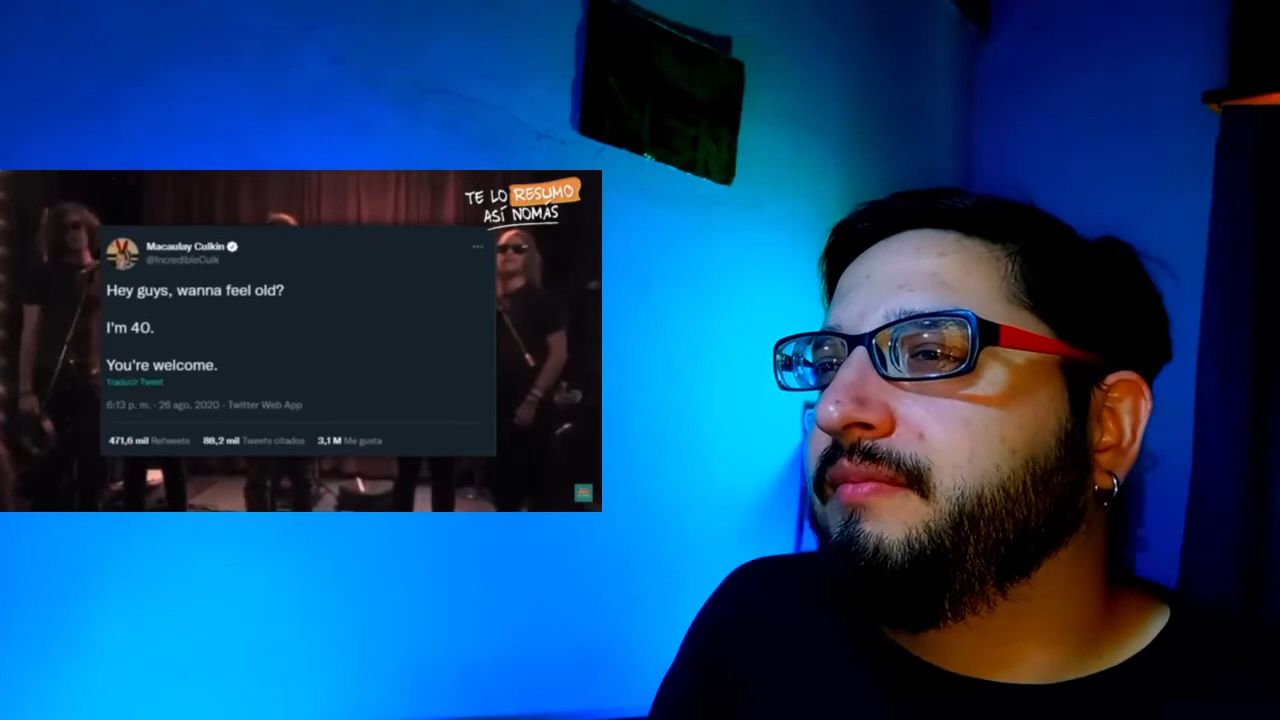 TE LO RESUMO
ASÍ NOMÁS
Macaulay Culkin
@IncredibleCulk
Hey guys, wanna feel old?
I'm 40.
You're welcome.
Traducir Tweet
6:13 p. m. · 26 ago. 2020 · Twitter Web App
471,6 mil Retweets 88,2 mil Tweets citados 3,1 M Me gusta